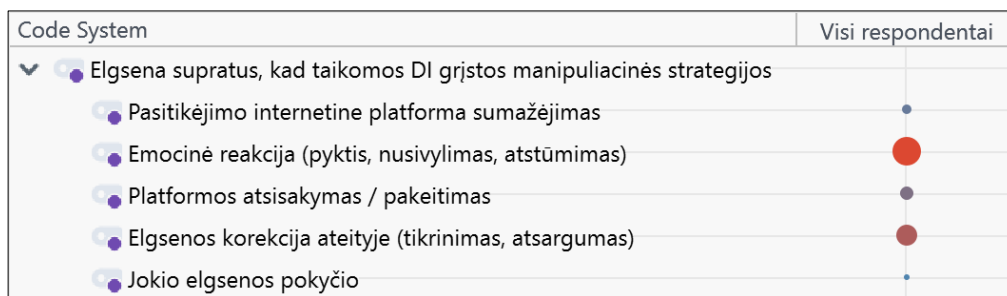 Code System
Visi respondentai
Elgsena supratus, kad taikomos DI grįstos manipuliacinės strategijos
Pasitikėjimo internetine platforma sumažėjimas
Emocinė reakcija (pyktis, nusivylimas, atstūmimas)
Platformos atsisakymas / pakeitimas
Elgsenos korekcija ateityje (tikrinimas, atsargumas)
Jokio elgsenos pokyčio